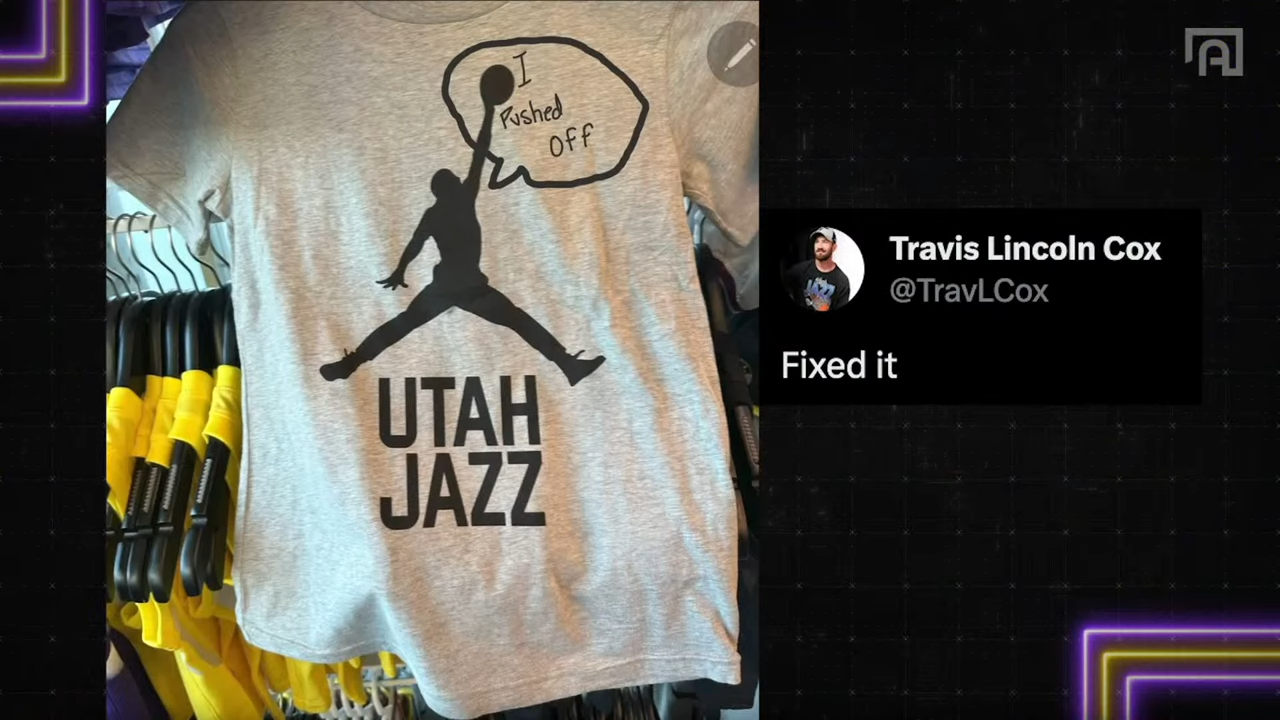 I
Pushed
Off
UTAH
JAZZ
Travis Lincoln Cox
@TravLCox
Fixed it